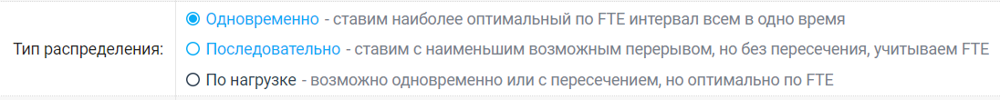 Одновременно - ставим наиболее оптимальный по FTE интервал всем в одно время
Тип распределения:
Последовательно - ставим с наименьшим возможным перерывом, но без пересечения, учитываем FTE
По нагрузке - возможно одновременно или с пересечением, но оптимально по FTE